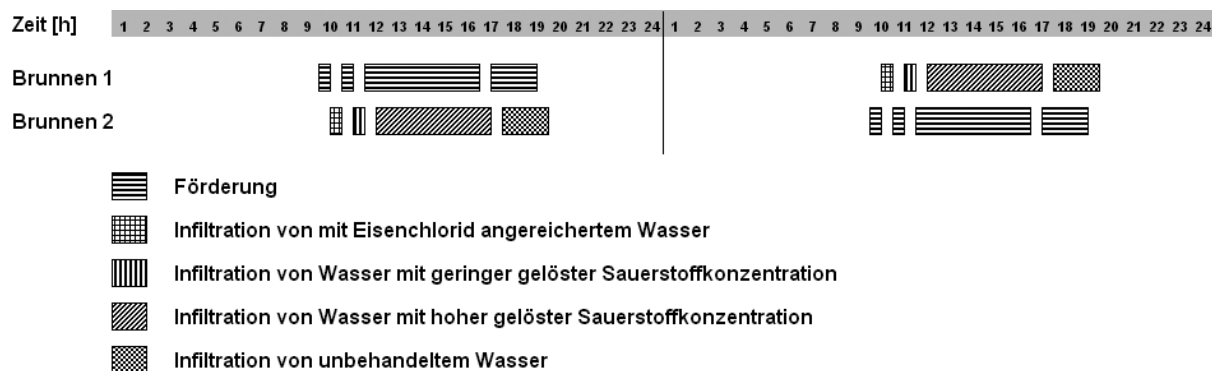 Zeit [h] 1 2 3 4 5 6 7 8 9 10 11 12 13 14 15 16 17 18 19 20 21 22 23 24 1 2 3 4 5 6 7 8 9 10 11 12 13 14 15 16 17 18 19 20 21 22 23 24
Brunnen 1
Brunnen 2
Förderung
Infiltration von mit Eisenchlorid angereichertem Wasser
Infiltration von Wasser mit geringer gelöster Sauerstoffkonzentration
Infiltration von Wasser mit hoher gelöster Sauerstoffkonzentration
Infiltration von unbehandeltem Wasser